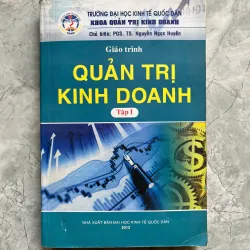 TRƯỜNG ĐẠI HỌC KINH TẾ QUỐC DÂN
KHOA QUẢN TRỊ KINH DOANH
Chủ biên: PGS. TS. Nguyễn Ngọc Huyền
Giáo trình
QUẢN TRỊ
KINH DOANH
Tập I
NHÀ XUẤT BẢN ĐẠI HỌC KINH TẾ QUỐC DÂN
2013